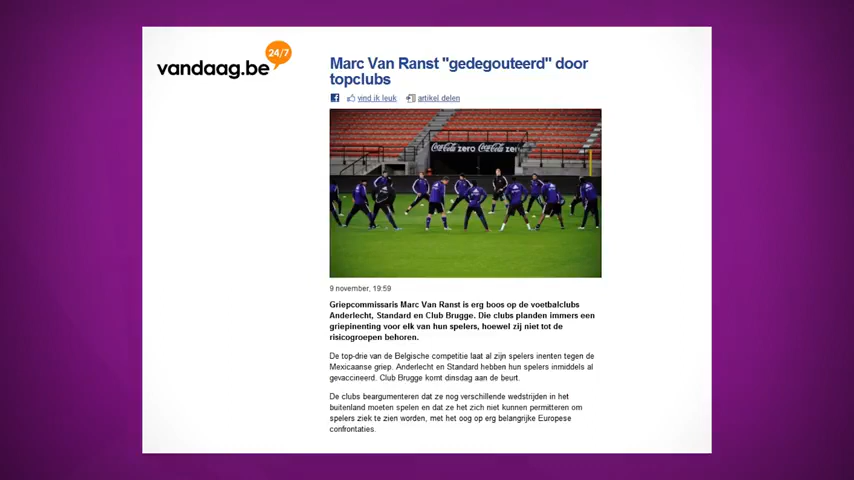 24/7
vandaag.be
Marc Van Ranst "gedegouteerd" door
topclubs
vind ik leuk
artikel delen
Coca-Cola zero Coca-Cola zero
9 november, 19:59
Griepcommissaris Marc Van Ranst is erg boos op de voetbalclubs
Anderlecht, Standard en Club Brugge. Die clubs planden immers een
griepinenting voor elk van hun spelers, hoewel zij niet tot de
risicogroepen behoren.
De top-drie van de Belgische competitie laat al zijn spelers inenten tegen de
Mexicaanse griep. Anderlecht en Standard hebben hun spelers inmiddels al
gevaccineerd. Club Brugge komt dinsdag aan de beurt.
De clubs beargumenteren dat ze nog verschillende wedstrijden in het
buitenland moeten spelen en dat ze het zich niet kunnen permitteren om
spelers ziek te zien worden, met het oog op erg belangrijke Europese
confrontaties.